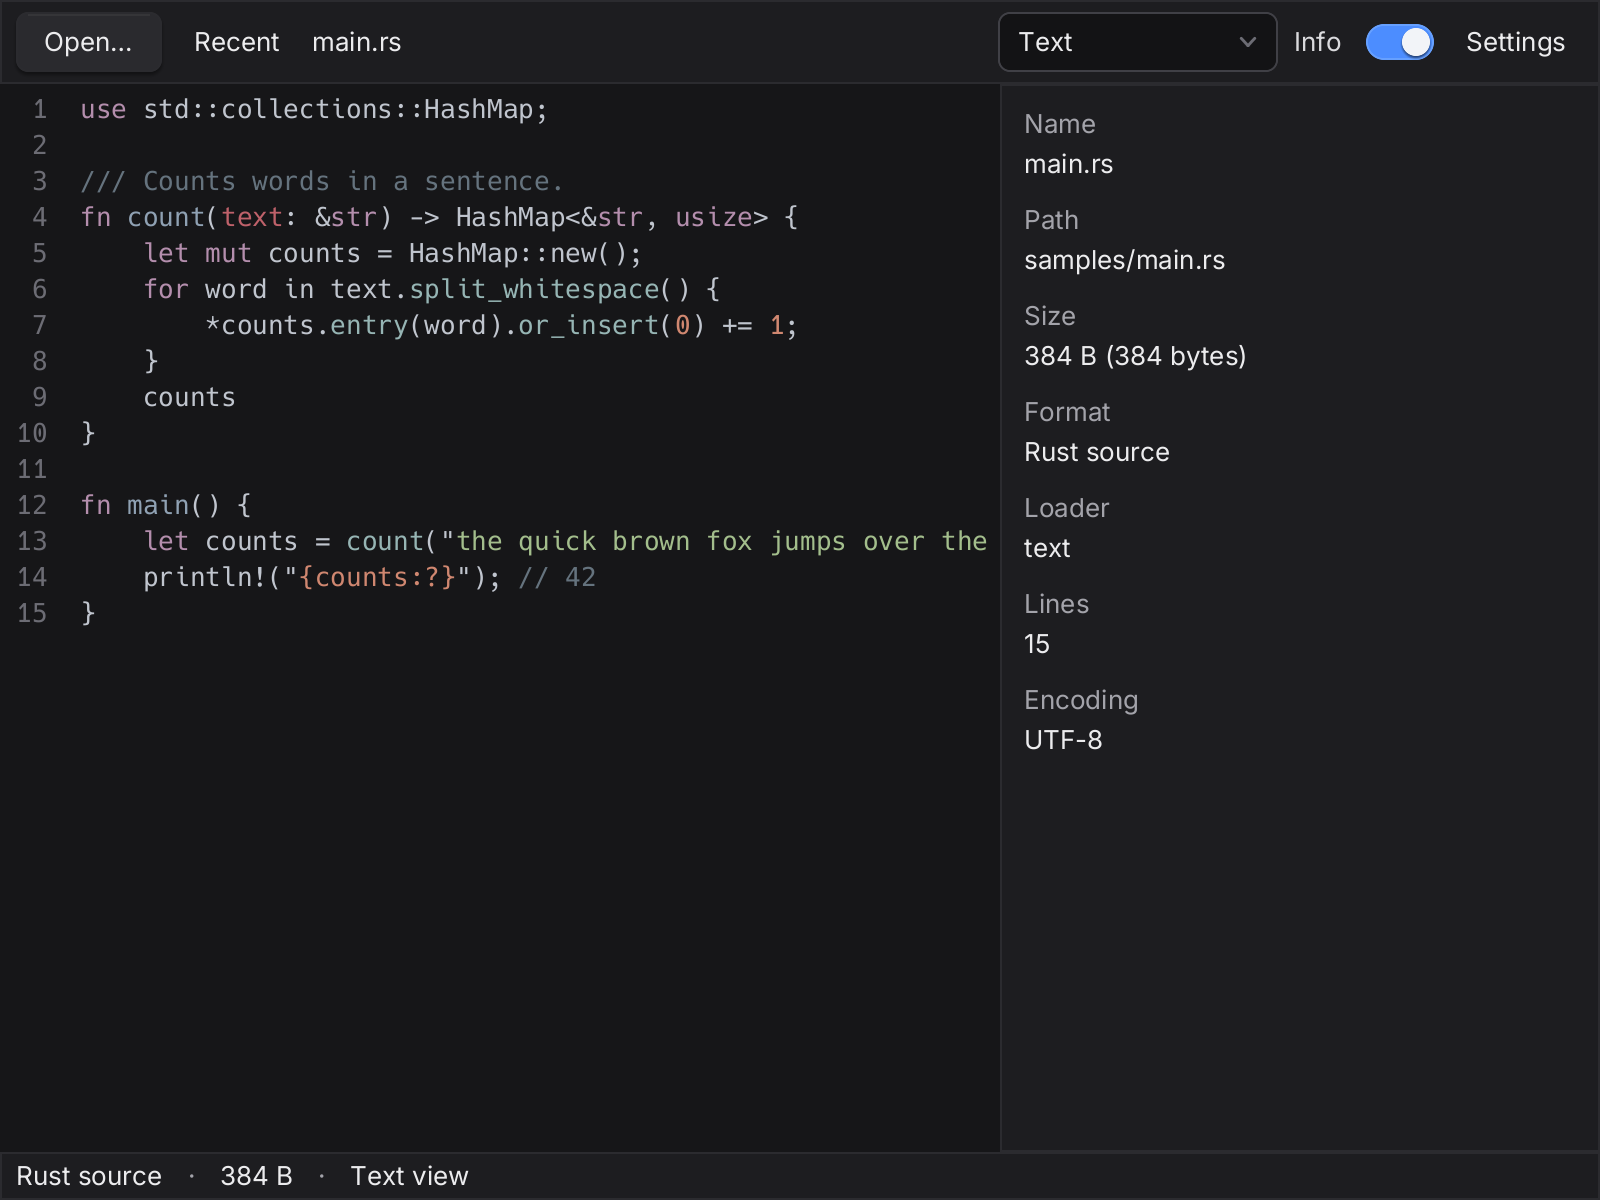 Open... Recent main.rs Text Info Settings
1 use std::collections::HashMap;
2
3 /// Counts words in a sentence.
4 fn count(text: &str) -> HashMap<&str, usize> {
5     let mut counts = HashMap::new();
6     for word in text.split_whitespace() {
7         *counts.entry(word).or_insert(0) += 1;
8     }
9     counts
10 }
11
12 fn main() {
13     let counts = count("the quick brown fox jumps over the
14     println!("{counts:?}"); // 42
15 }
Name
main.rs
Path
samples/main.rs
Size
384 B (384 bytes)
Format
Rust source
Loader
text
Lines
15
Encoding
UTF-8
Rust source · 384 B · Text view